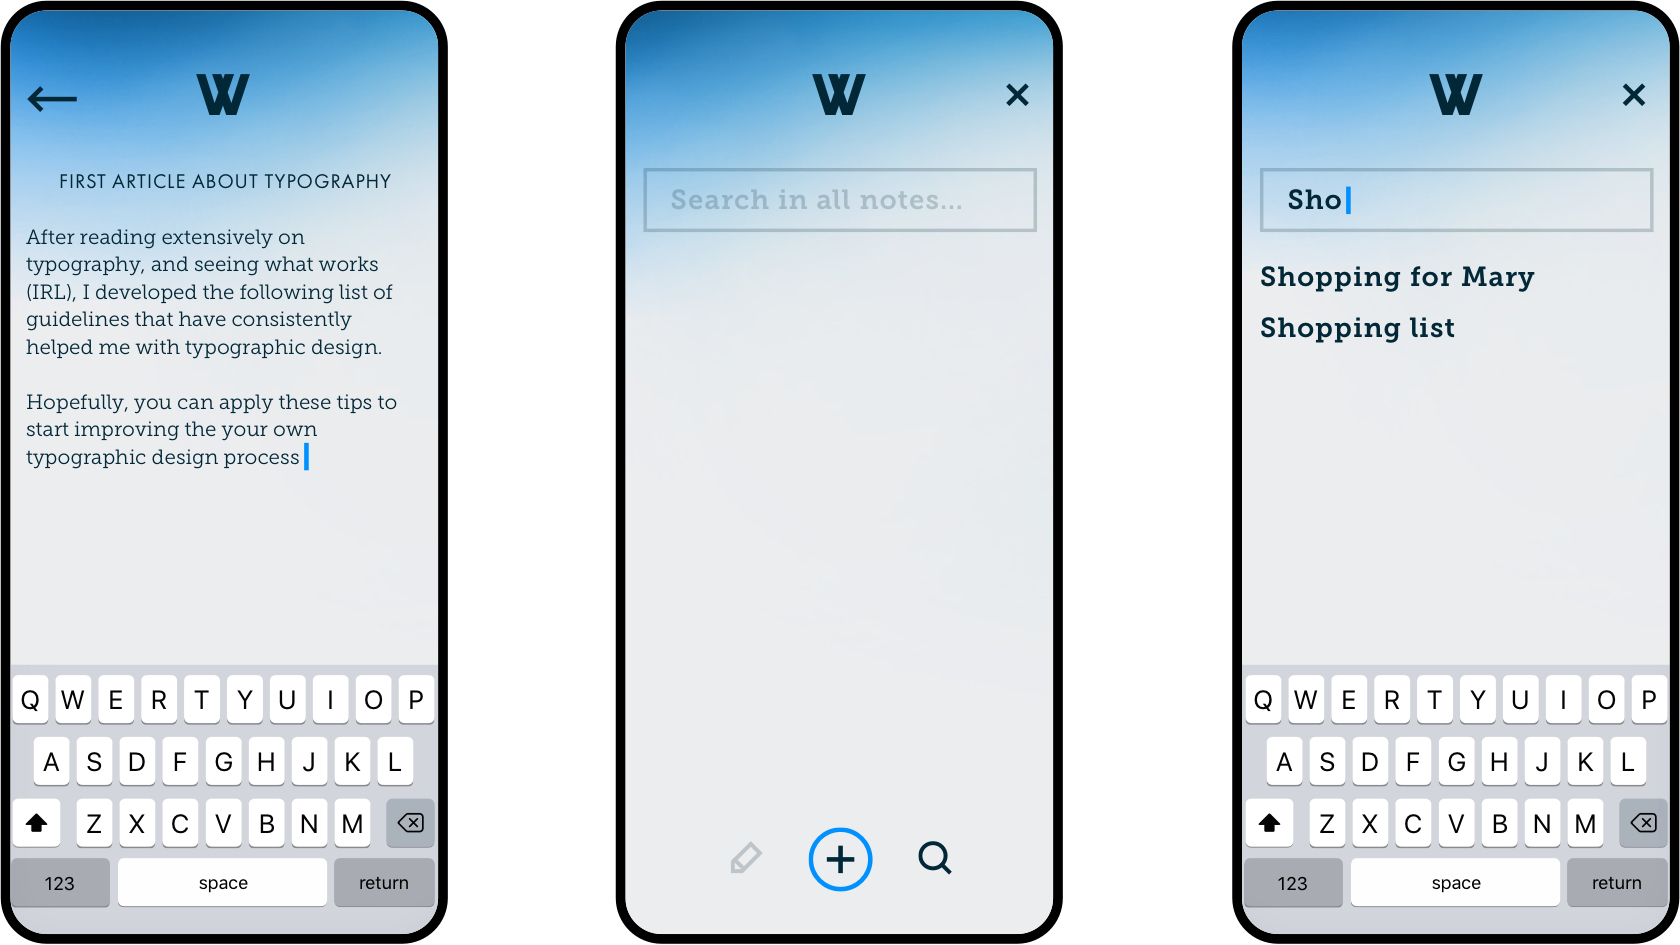 W
FIRST ARTICLE ABOUT TYPOGRAPHY
After reading extensively on
typography, and seeing what works
(IRL), I developed the following list of
guidelines that have consistently
helped me with typographic design.
Hopefully, you can apply these tips to
start improving the your own
typographic design process
Q W E R T Y U I O P
A S D F G H J K L
Z X C V B N M
123 space return
W
Search in all notes...
W
Sho
Shopping for Mary
Shopping list
Q W E R T Y U I O P
A S D F G H J K L
Z X C V B N M
123 space return